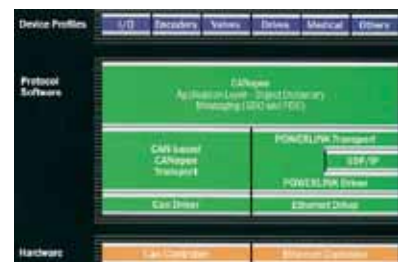 Device Profiles
I/O Encoders Valves Drives Medical Others
Protocol
Software
CANopen
Application Layer - Object Dictionary
Messaging (SDO and PDO)
CAN based
CANopen
Transport
POWERLINK Transport
UDP/IP
POWERLINK Driver
Can Driver
Ethernet Driver
Hardware
Can Controller
Ethernet Controller